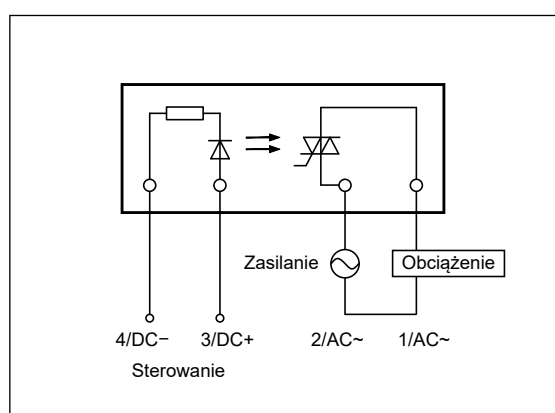 Zasilanie
Obciążenie
4/DC− 3/DC+ 2/AC~ 1/AC~
Sterowanie